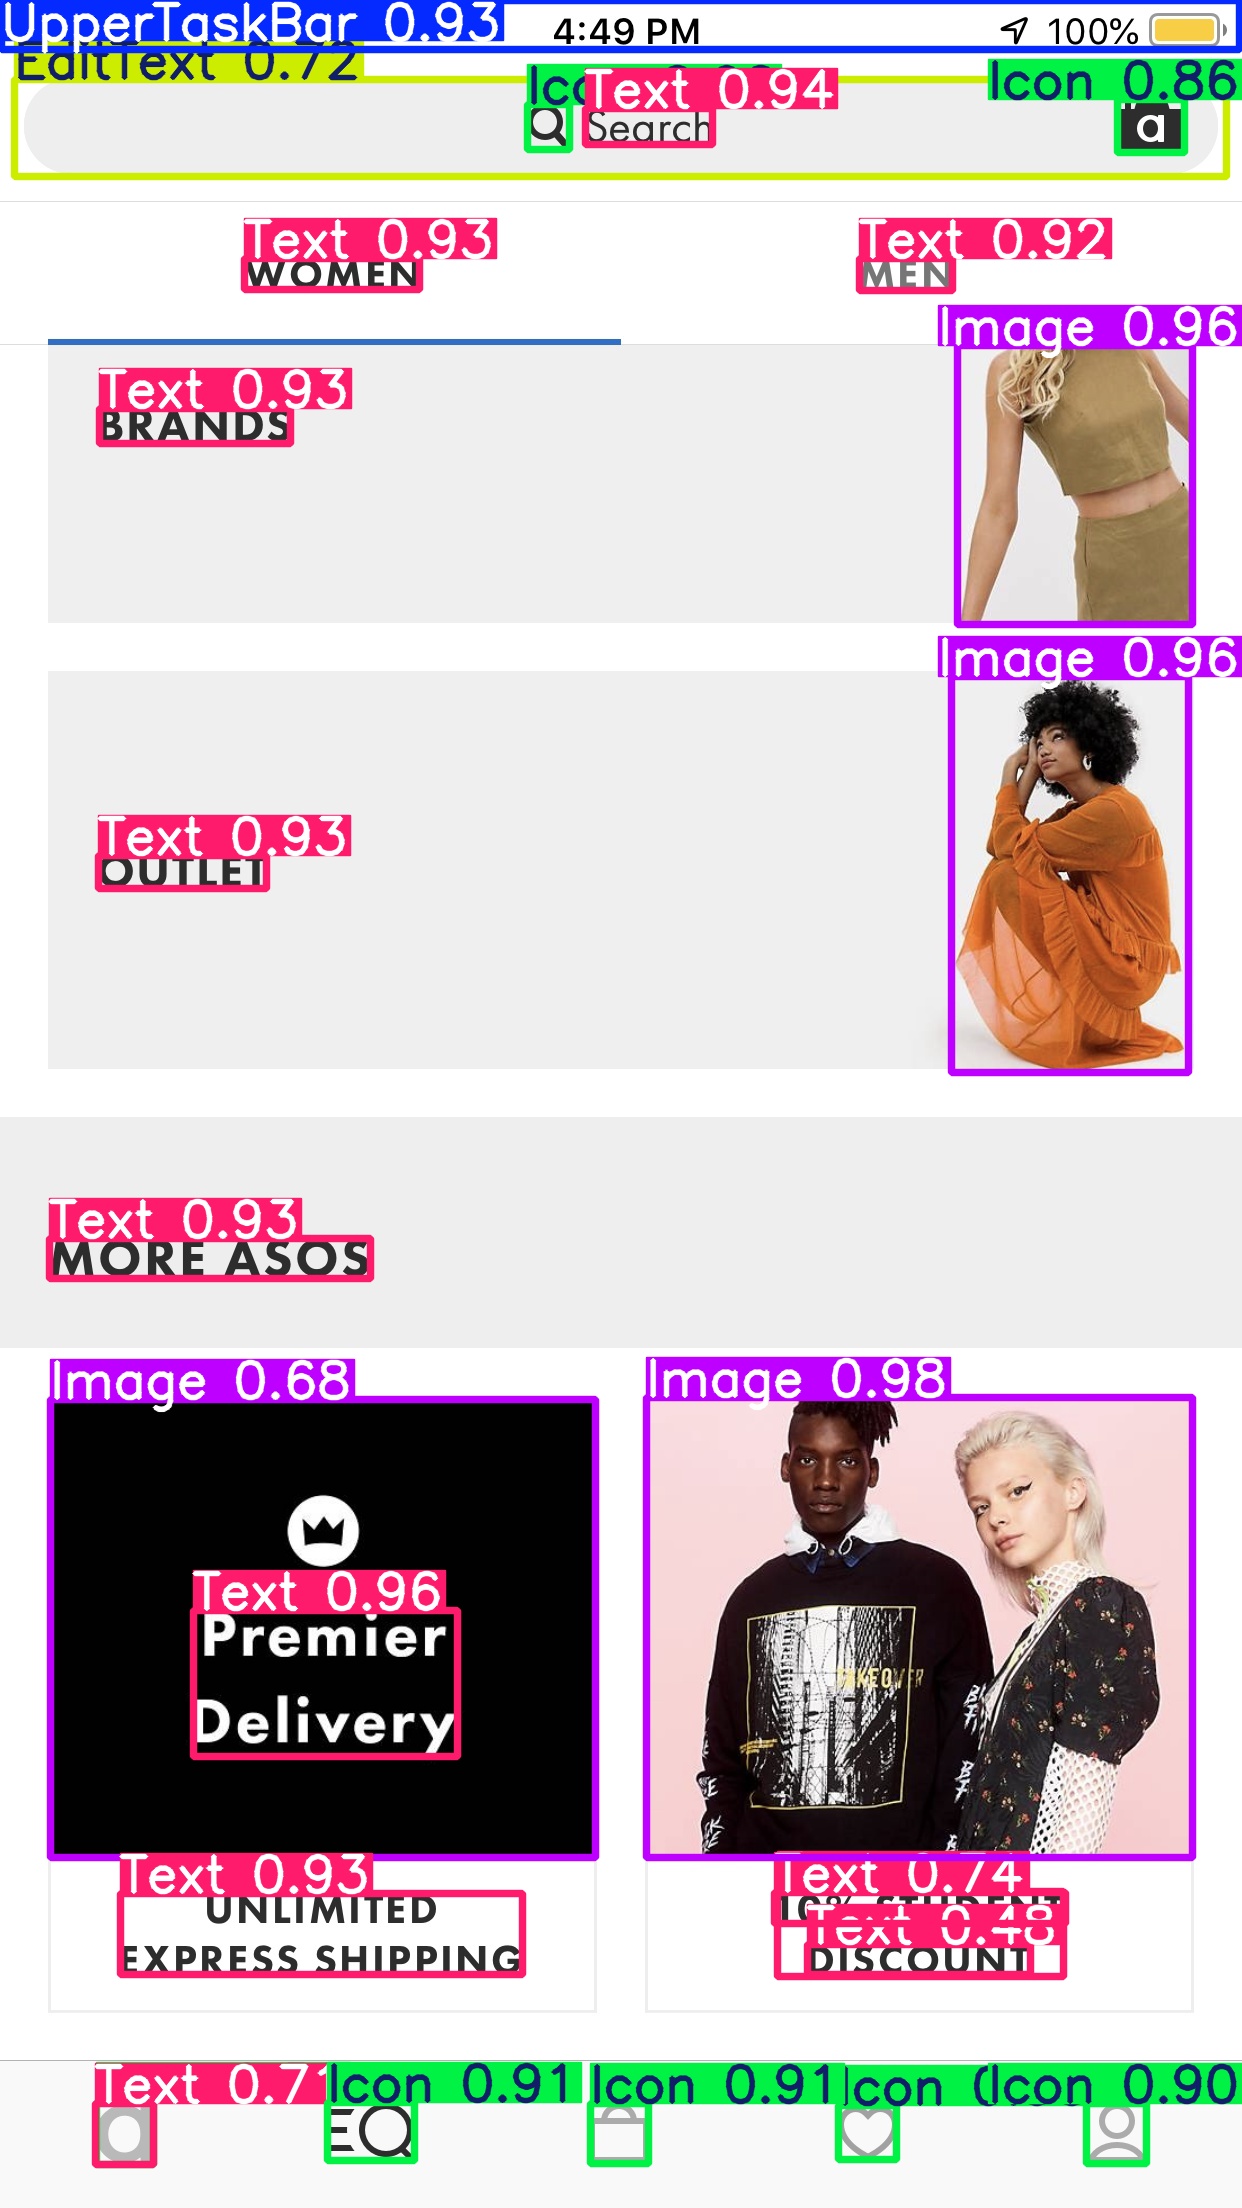 UpperTaskBar 0.93
4:49 PM
100%
EditText 0.72
Text 0.94
Icon 0.86
Search
a
Text 0.93
Text 0.92
WOMEN
MEN
Image 0.96
Text 0.93
BRANDS
Image 0.96
Text 0.93
OUTLET
Text 0.93
MORE ASOS
Image 0.68
Image 0.98
Text 0.96
Premier
Delivery
TAKEOVER
Text 0.93
Text 0.74
UNLIMITED
10% STUDENT
Text 0.48
EXPRESS SHIPPING
DISCOUNT
Text 0.71
Icon 0.91
Icon 0.91
Icon
Icon 0.90